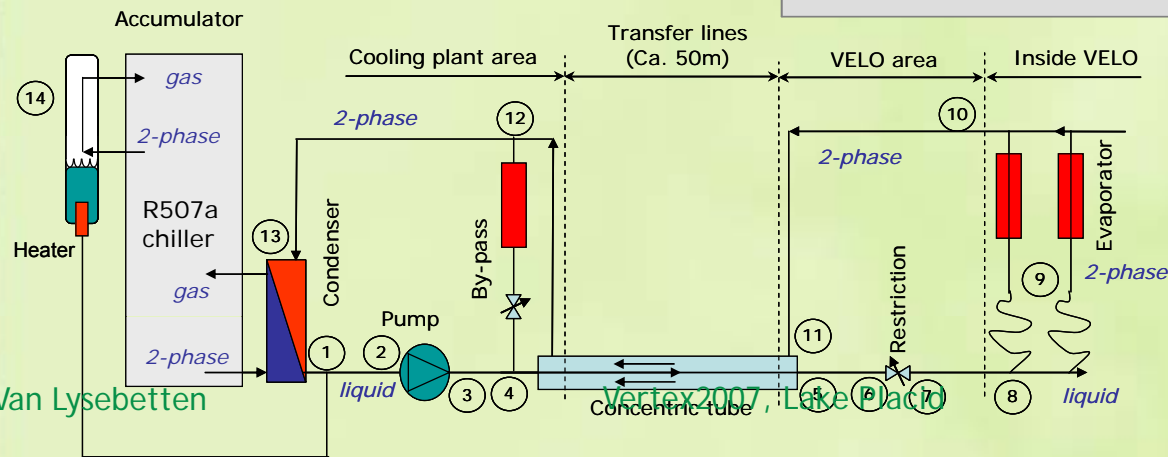 Accumulator
Transfer lines
(Ca. 50m)
Cooling plant area
VELO area
Inside VELO
gas
14
2-phase
2-phase
12
10
2-phase
R507a
chiller
Heater
13
Condenser
By-pass
Evaporator
gas
9
2-phase
Restriction
Pump
11
2-phase
1
2
liquid
3
4
5
6
7
8
liquid
Concentric tube
Van Lysebetten
Vertex2007, Lake Placid